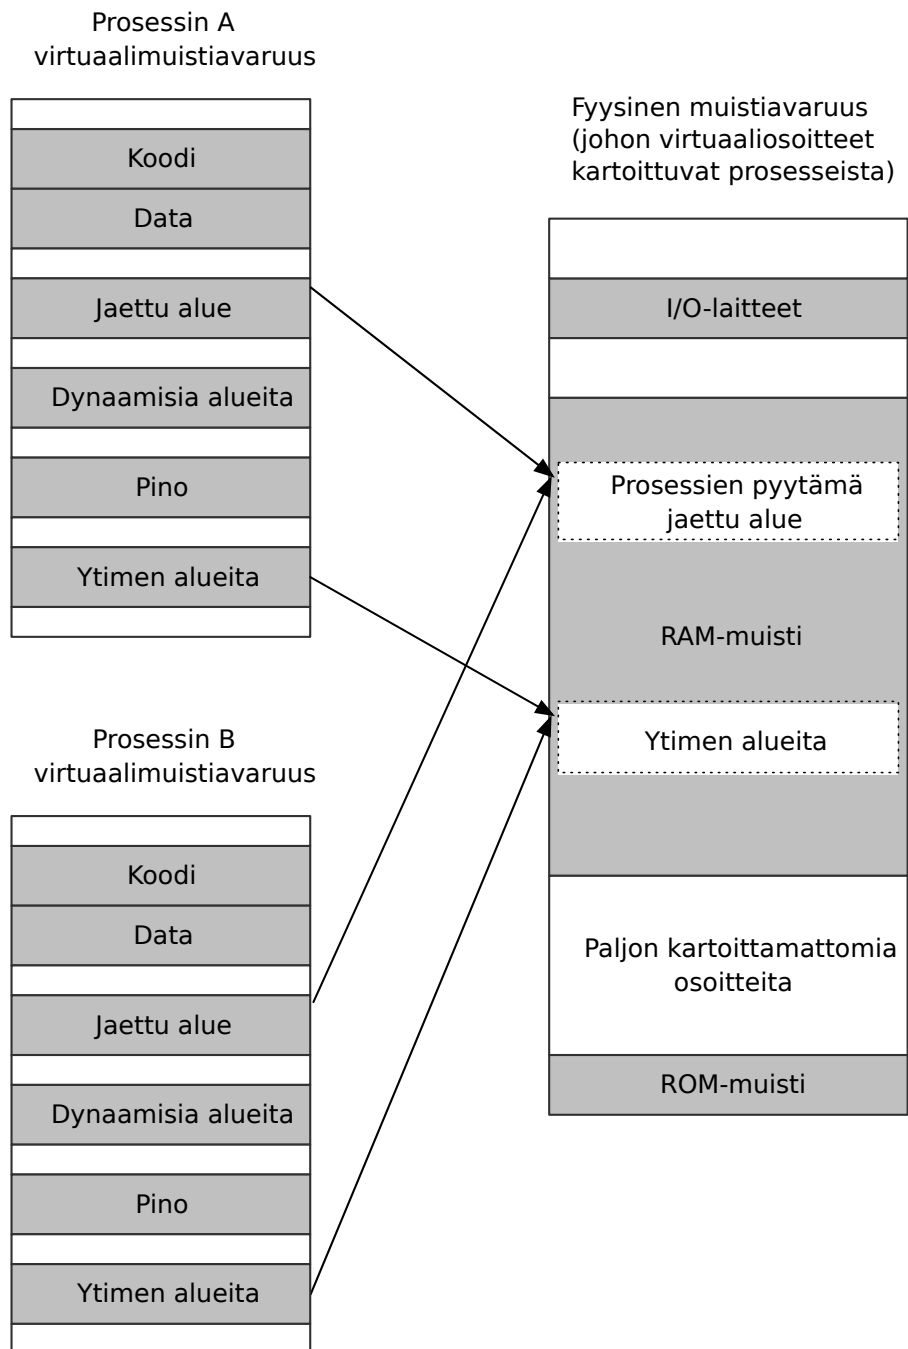 Prosessin A
virtuaalimuistiavaruus
Koodi
Data
Jaettu alue
Dynaamisia alueita
Pino
Ytimen alueita
Prosessin B
virtuaalimuistiavaruus
Koodi
Data
Jaettu alue
Dynaamisia alueita
Pino
Ytimen alueita
Fyysinen muistiavaruus
(johon virtuaaliosoitteet
kartoittuvat prosesseista)
I/O-laitteet
Prosessien pyytämä
jaettu alue
RAM-muisti
Ytimen alueita
Paljon kartoittamattomia
osoitteita
ROM-muisti